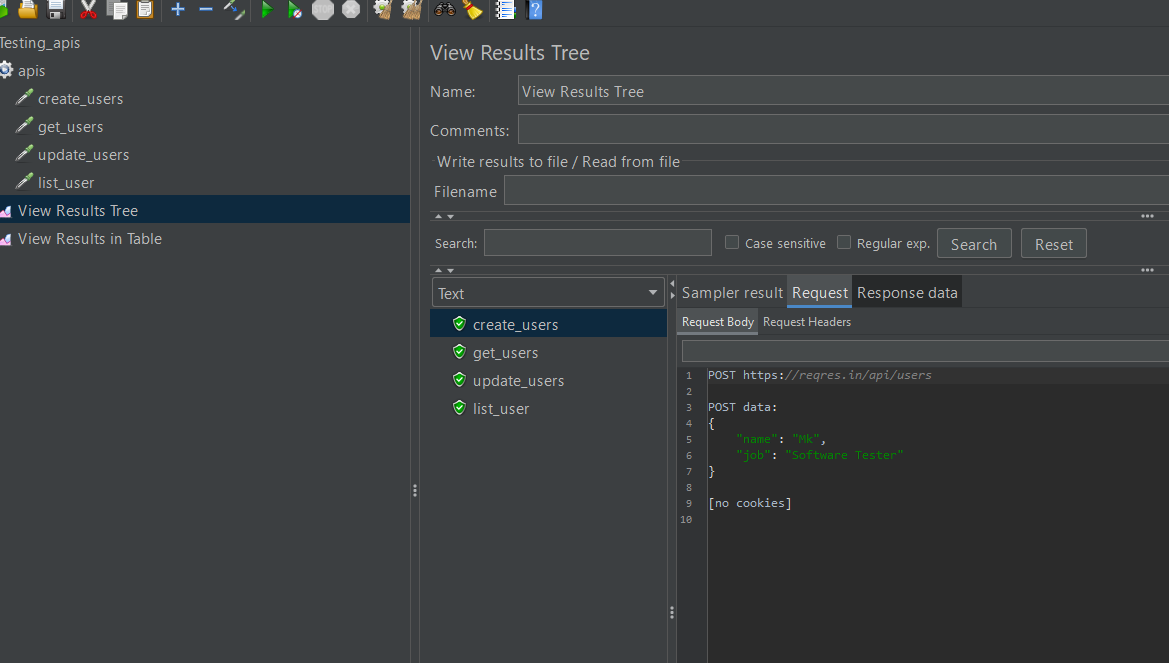 Testing_apis
apis
create_users
get_users
update_users
list_user
View Results Tree
View Results in Table
View Results Tree
Name: View Results Tree
Comments:
Write results to file / Read from file
Filename
Search: Case sensitive Regular exp. Search Reset
Text
create_users
get_users
update_users
list_user
Sampler result Request Response data
Request Body Request Headers
1 POST https://reqres.in/api/users
2
3 POST data:
4 {
5 "name": "Mk",
6 "job": "Software Tester"
7 }
8
9 [no cookies]
10